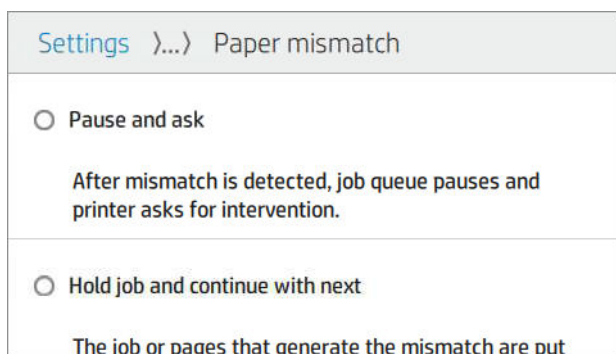 Settings 〉...〉 Paper mismatch
Pause and ask
After mismatch is detected, job queue pauses and
printer asks for intervention.
Hold job and continue with next
The job or pages that generate the mismatch are put